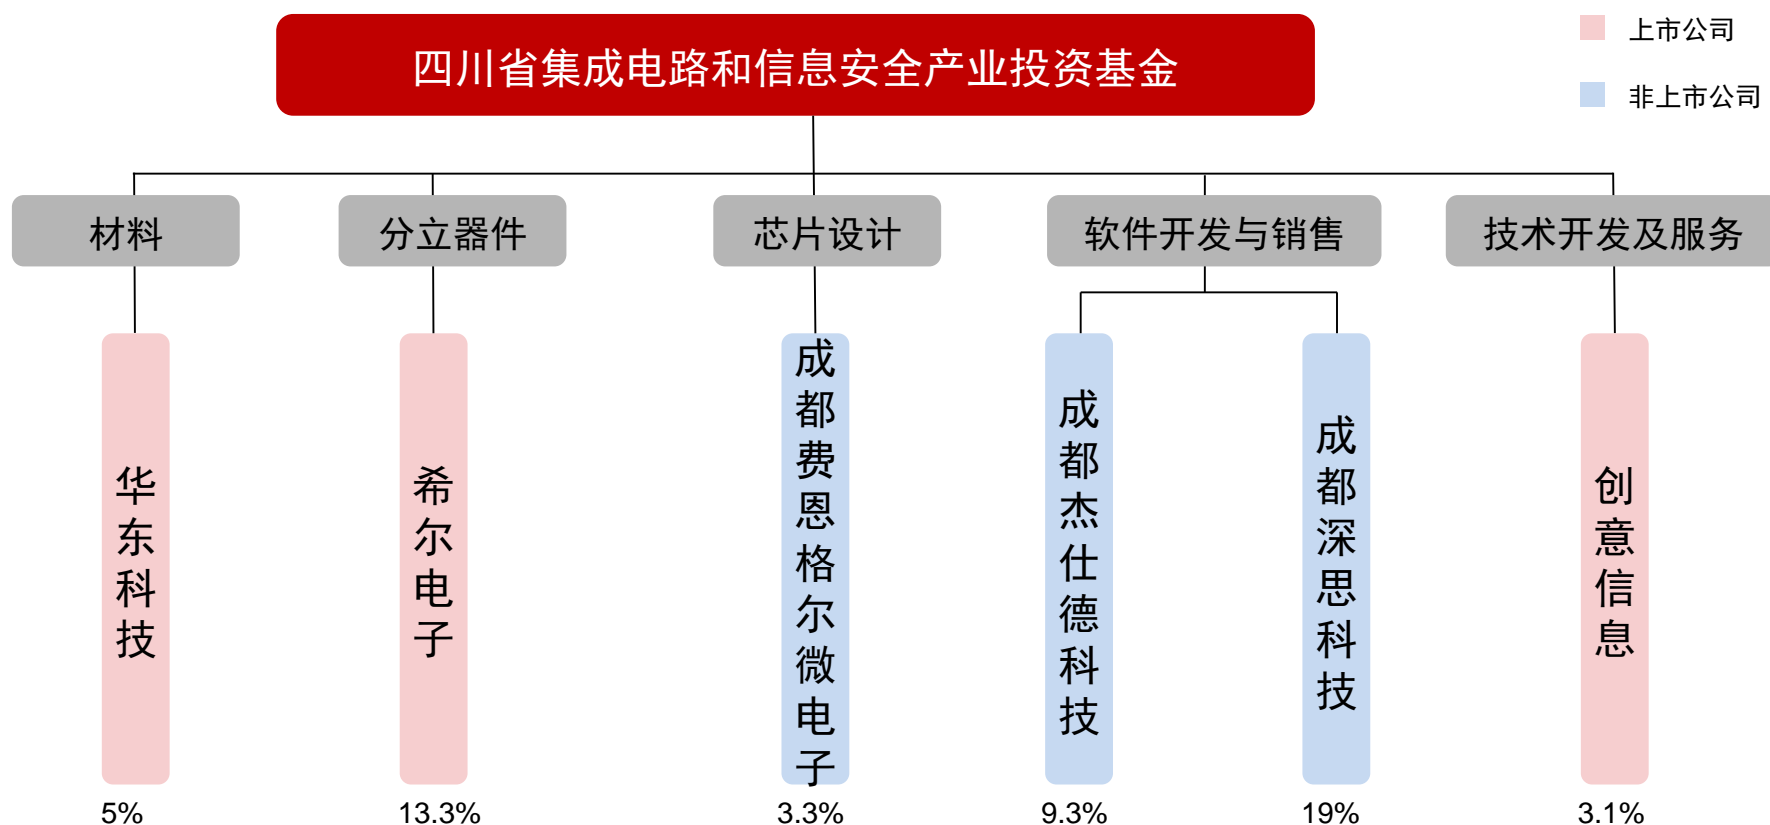 四川省集成电路和信息安全产业投资基金
上市公司
非上市公司
材料
分立器件
芯片设计
软件开发与销售
技术开发及服务
华东科技
希尔电子
成都费恩格尔微电子
成都杰仕德科技
成都深思科技
创意信息
5%
13.3%
3.3%
9.3%
19%
3.1%